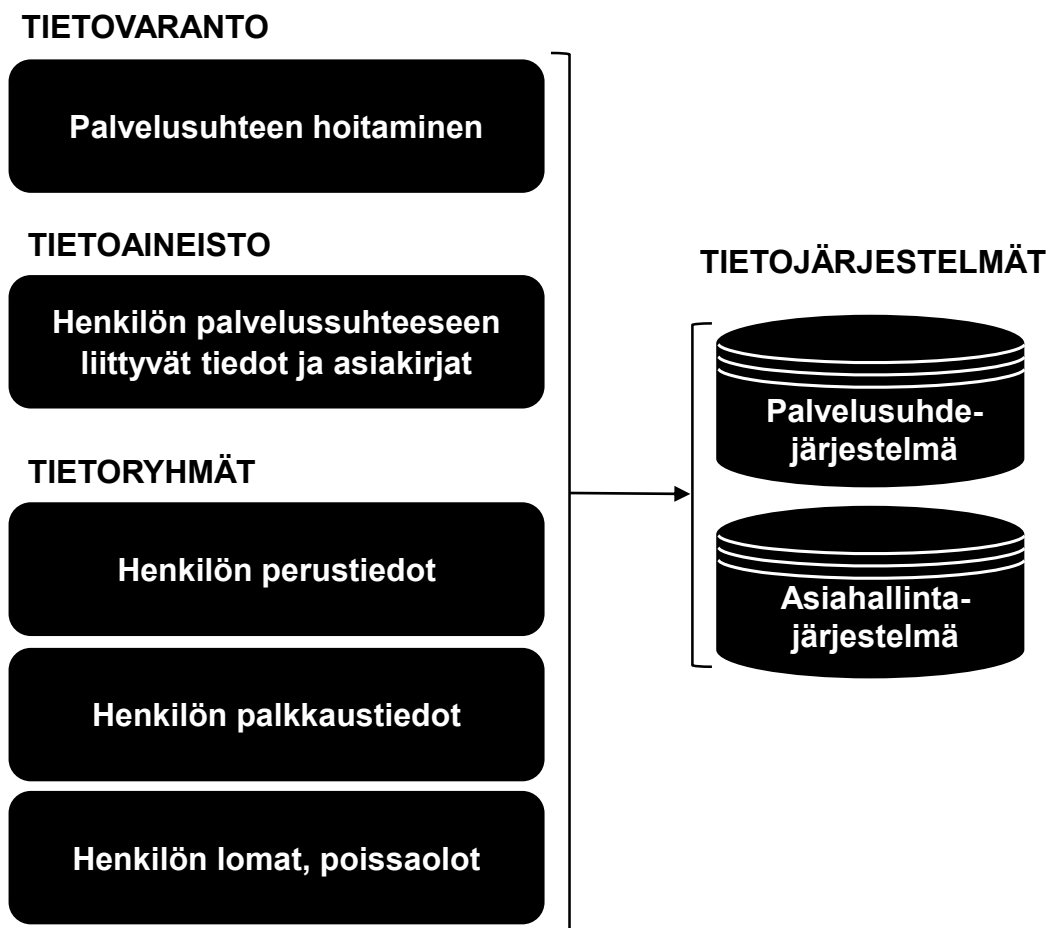 TIETOVARANTO
Palvelusuhteen hoitaminen
TIETOAINEISTO
Henkilön palvelussuhteeseen
liittyvät tiedot ja asiakirjat
TIETORYHMÄT
Henkilön perustiedot
Henkilön palkkaustiedot
Henkilön lomat, poissaolot
TIETOJÄRJESTELMÄT
Palvelusuhde-
järjestelmä
Asiahallinta-
järjestelmä